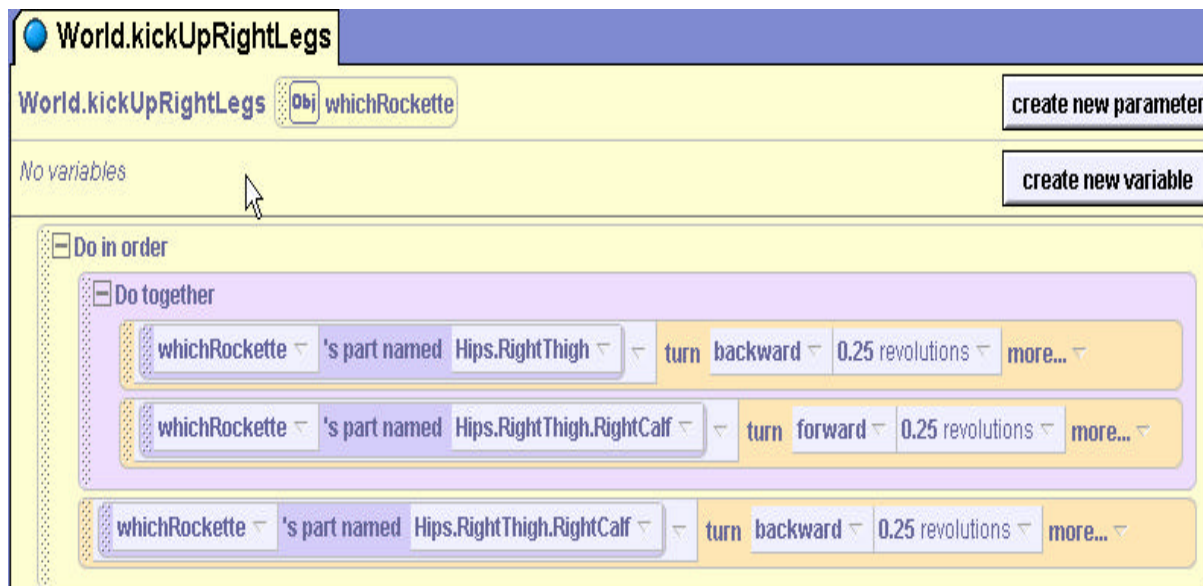 World.kickUpRightLegs
World.kickUpRightLegs Obj whichRockette create new parameter
No variables create new variable
Do in order
Do together
whichRockette 's part named Hips.RightThigh turn backward 0.25 revolutions more...
whichRockette 's part named Hips.RightThigh.RightCalf turn forward 0.25 revolutions more...
whichRockette 's part named Hips.RightThigh.RightCalf turn backward 0.25 revolutions more...